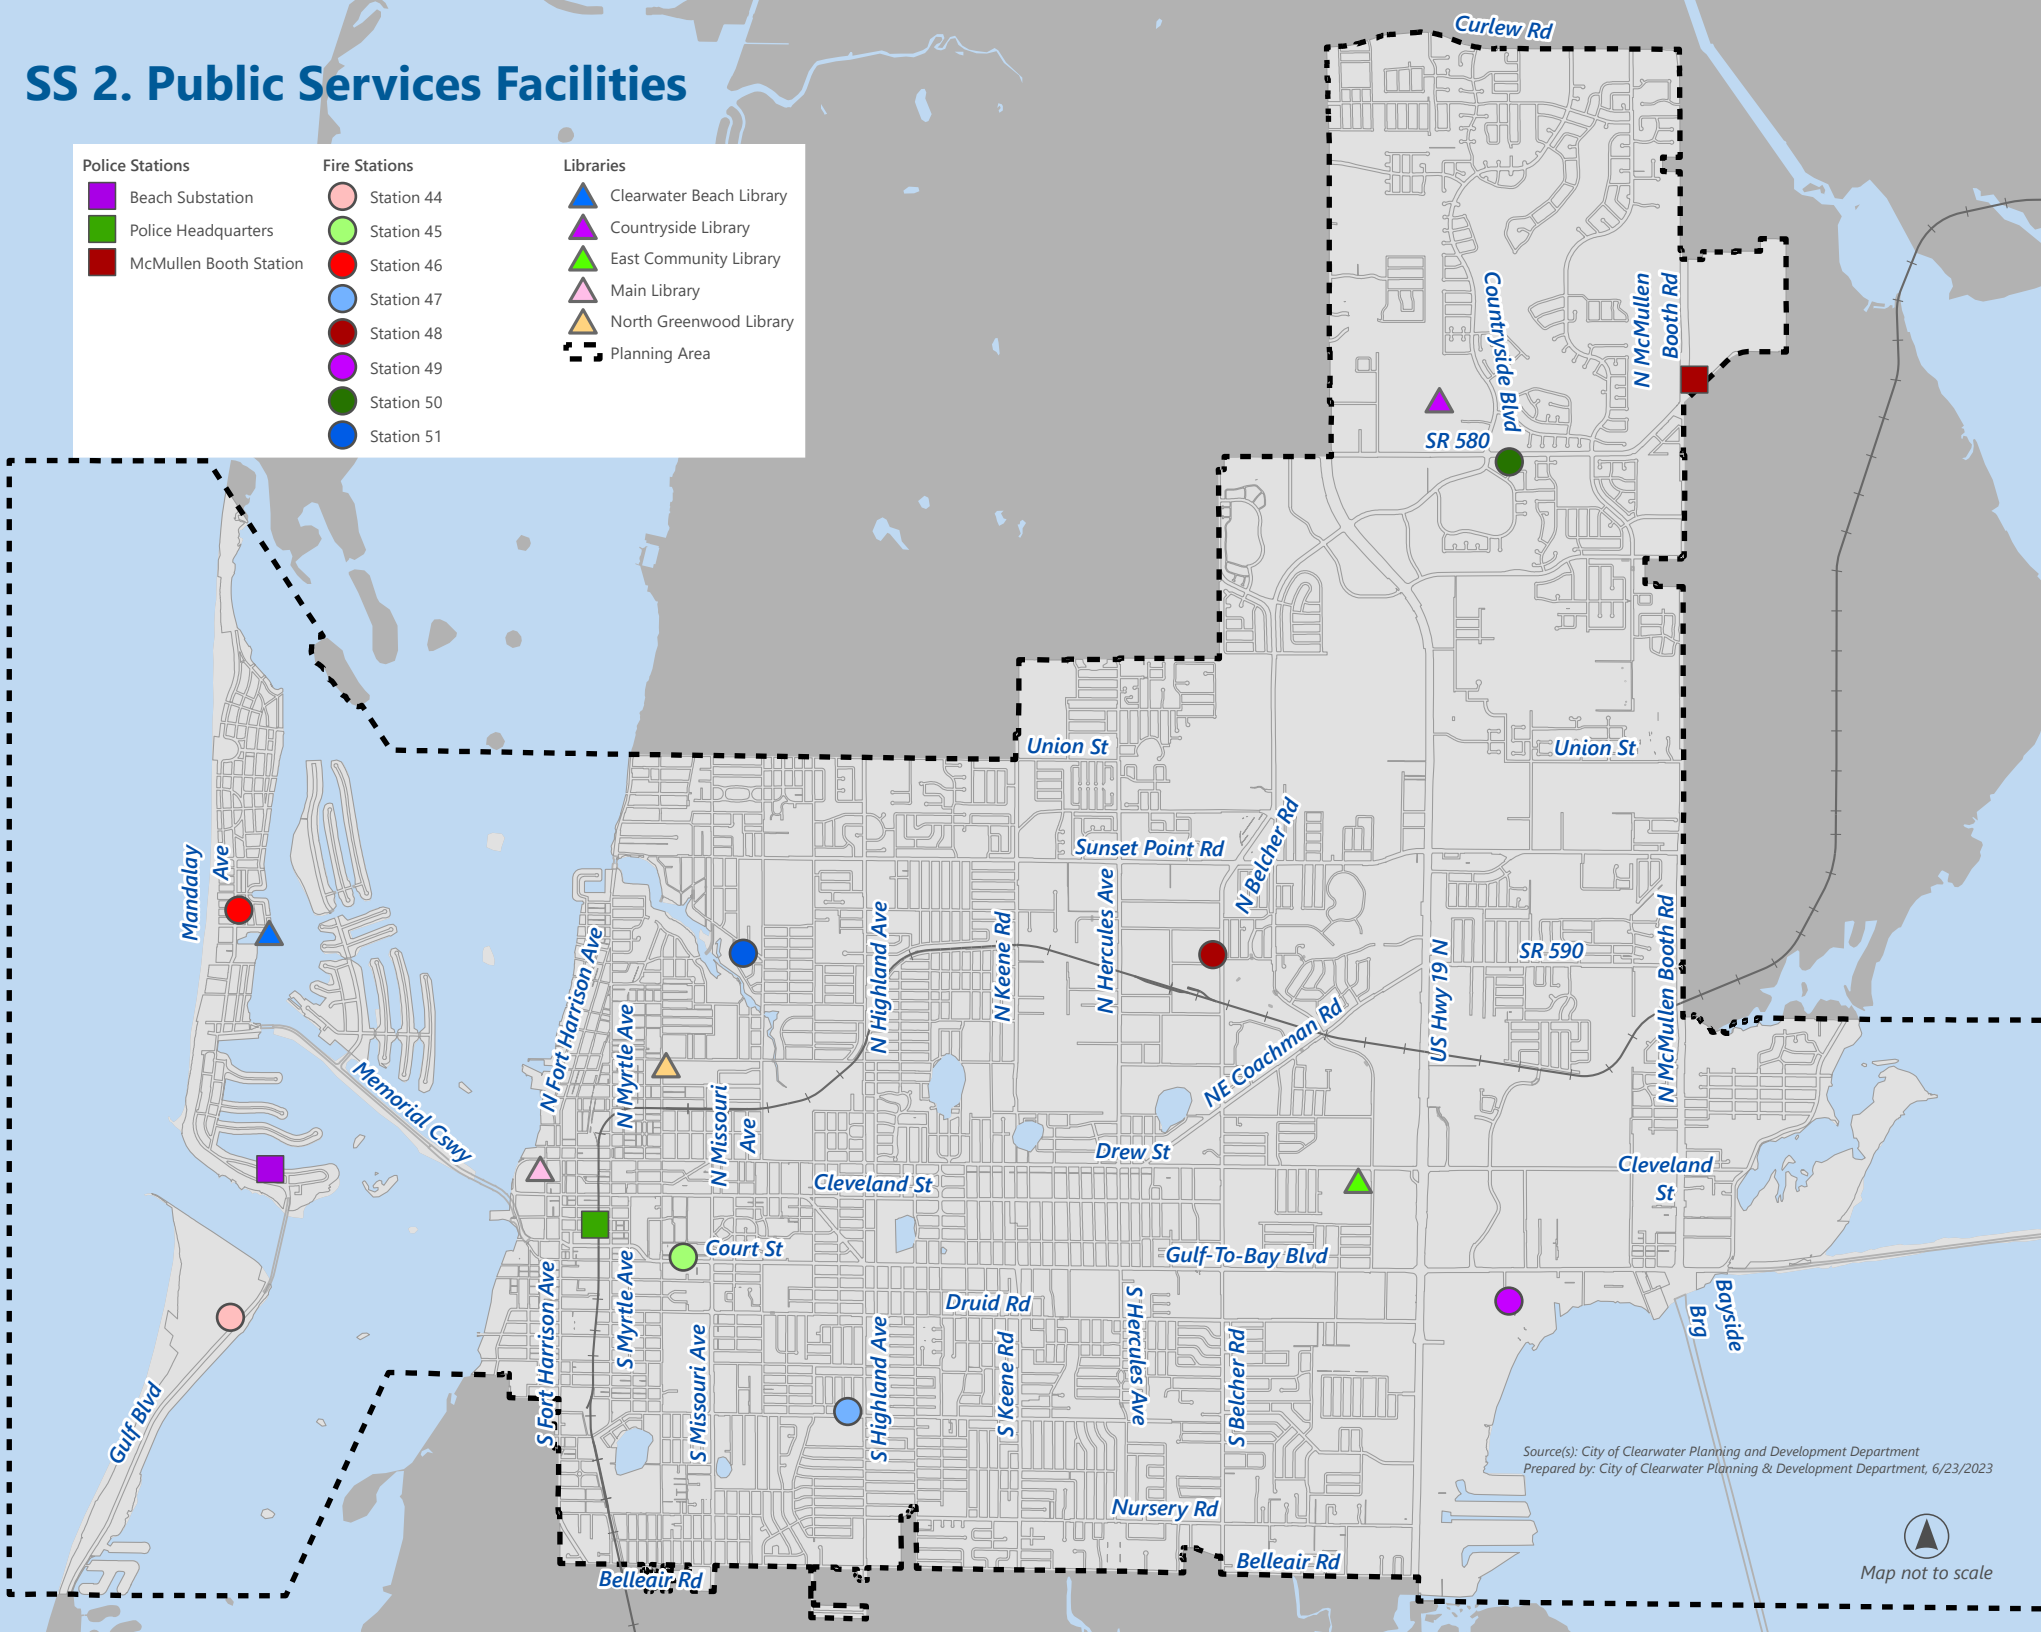 SS 2. Public Services Facilities
Police Stations
Beach Substation
Police Headquarters
McMullen Booth Station
Fire Stations
Station 44
Station 45
Station 46
Station 47
Station 48
Station 49
Station 50
Station 51
Libraries
Clearwater Beach Library
Countryside Library
East Community Library
Main Library
North Greenwood Library
Planning Area
Curlew Rd
Countryside Blvd
N McMullen
Booth Rd
SR 580
Union St
Union St
Sunset Point Rd
N Belcher Rd
Mandalay
Ave
N Hercules Ave
N Highland Ave
N Keene Rd
N Fort Harrison Ave
N Myrtle Ave
SR 590
US Hwy 19 N
N McMullen Booth Rd
NE Coachman Rd
Memorial Cswy
N Missouri
Ave
Drew St
Cleveland St
Cleveland
St
Court St
Gulf-To-Bay Blvd
Druid Rd
S Fort Harrison Ave
S Myrtle Ave
S Missouri Ave
S Highland Ave
S Keene Rd
S Hercules Ave
S Belcher Rd
Bayside
Brg
Gulf Blvd
Nursery Rd
Belleair Rd
Belleair Rd
Source(s): City of Clearwater Planning and Development Department
Prepared by: City of Clearwater Planning & Development Department, 6/23/2023
Map not to scale